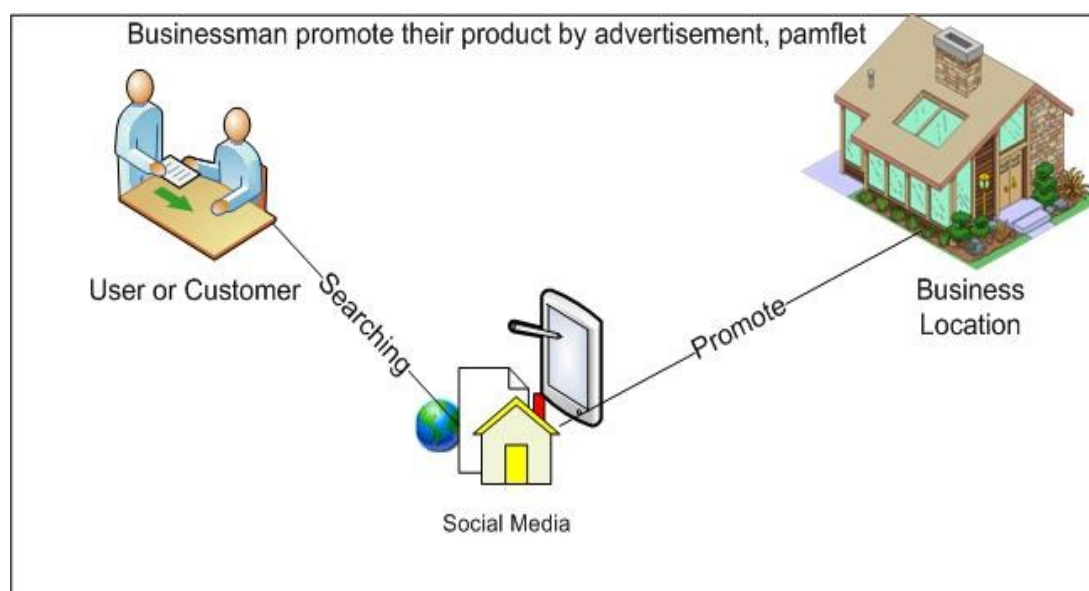 Businessman promote their product by advertisement, pamflet
User or Customer
Searching
Promote
Business
Location
Social Media